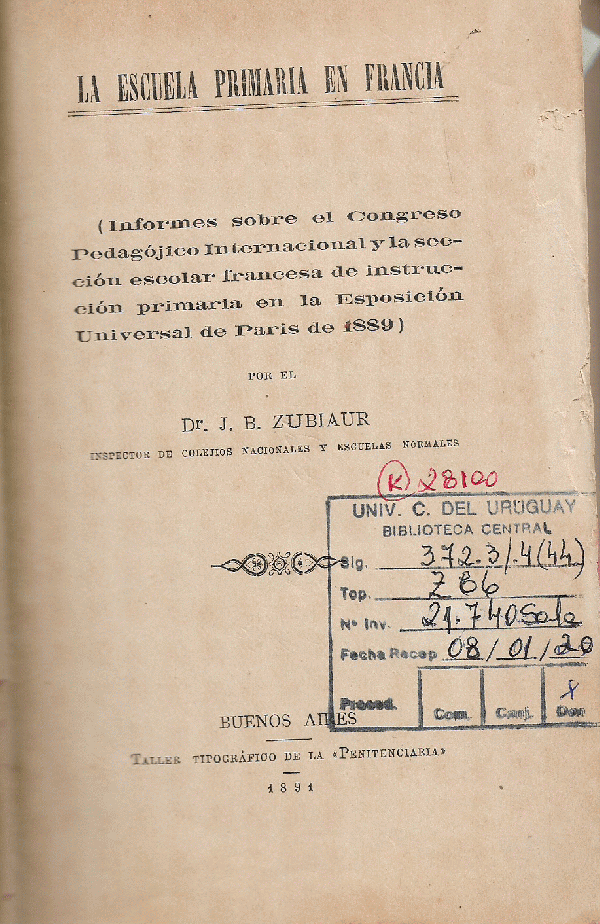 LA ESCUELA PRIMARIA EN FRANCIA
(Informes sobre el Congreso
Pedagójico Internacional y la sec-
ción escolar francesa de instruc-
ción primaria en la Esposición
Universal de Paris de 1889)
POR EL
Dr. J. B. ZUBIAUR
INSPECTOR DE COLEJIOS NACIONALES Y ESCUELAS NORMALES
(K) 28100
UNIV. C. DEL URUGUAY
BIBLIOTECA CENTRAL
Sig. 372.3/.4(44)
Top. Z86
Nº Inv. 21.740
Fecha Recep 08/01/20
Preced. Com. Canj. Don
X
BUENOS AIRES
TALLER TIPOGRÁFICO DE LA «PENITENCIARIA»
1891